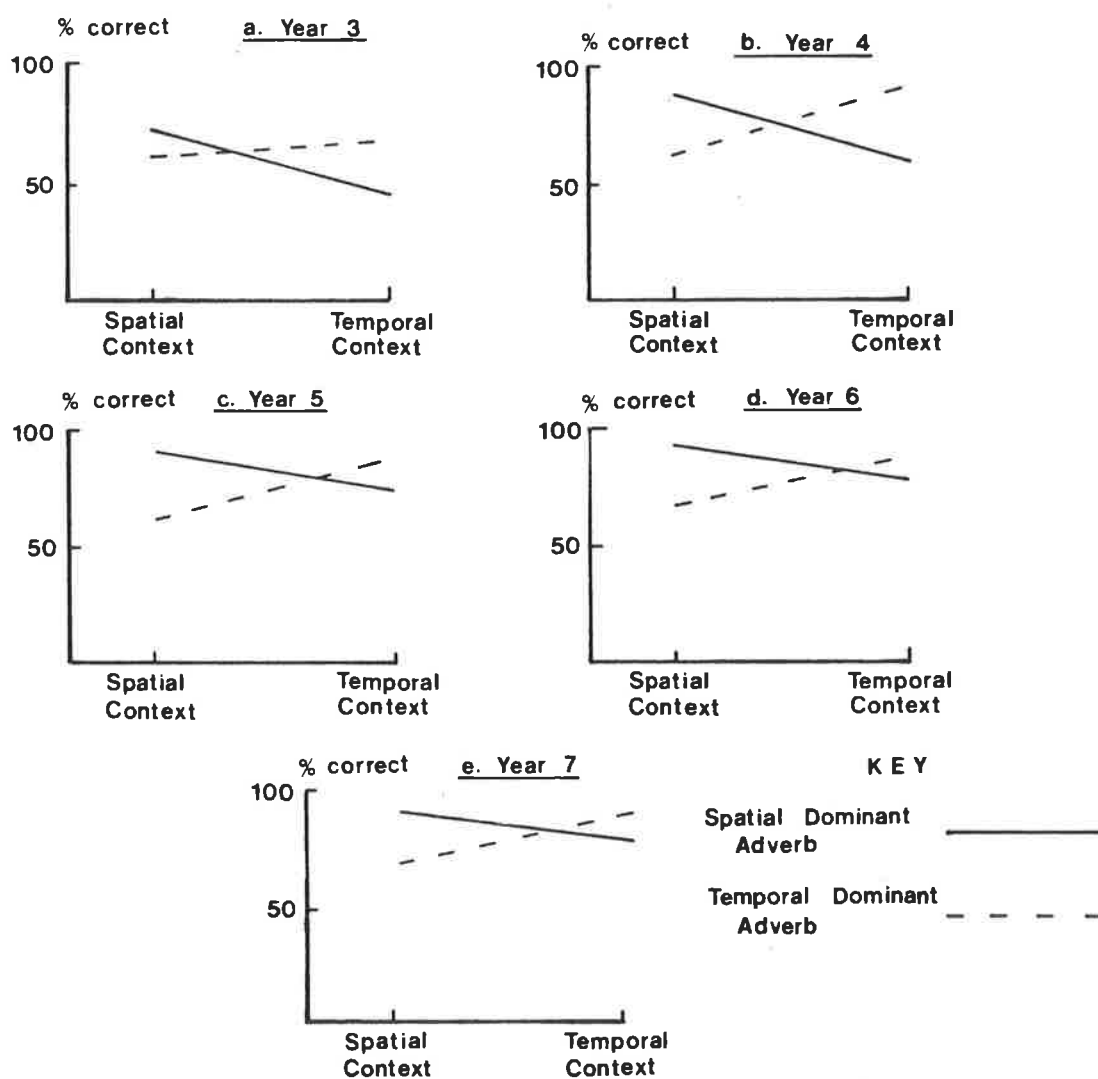 % correct
a. Year 3
100
50
Spatial
Context
Temporal
Context
% correct
b. Year 4
100
50
Spatial
Context
Temporal
Context
% correct
c. Year 5
100
50
Spatial
Context
Temporal
Context
% correct
d. Year 6
100
50
Spatial
Context
Temporal
Context
% correct
e. Year 7
100
50
Spatial
Context
Temporal
Context
KEY
Spatial Dominant
Adverb
Temporal Dominant
Adverb